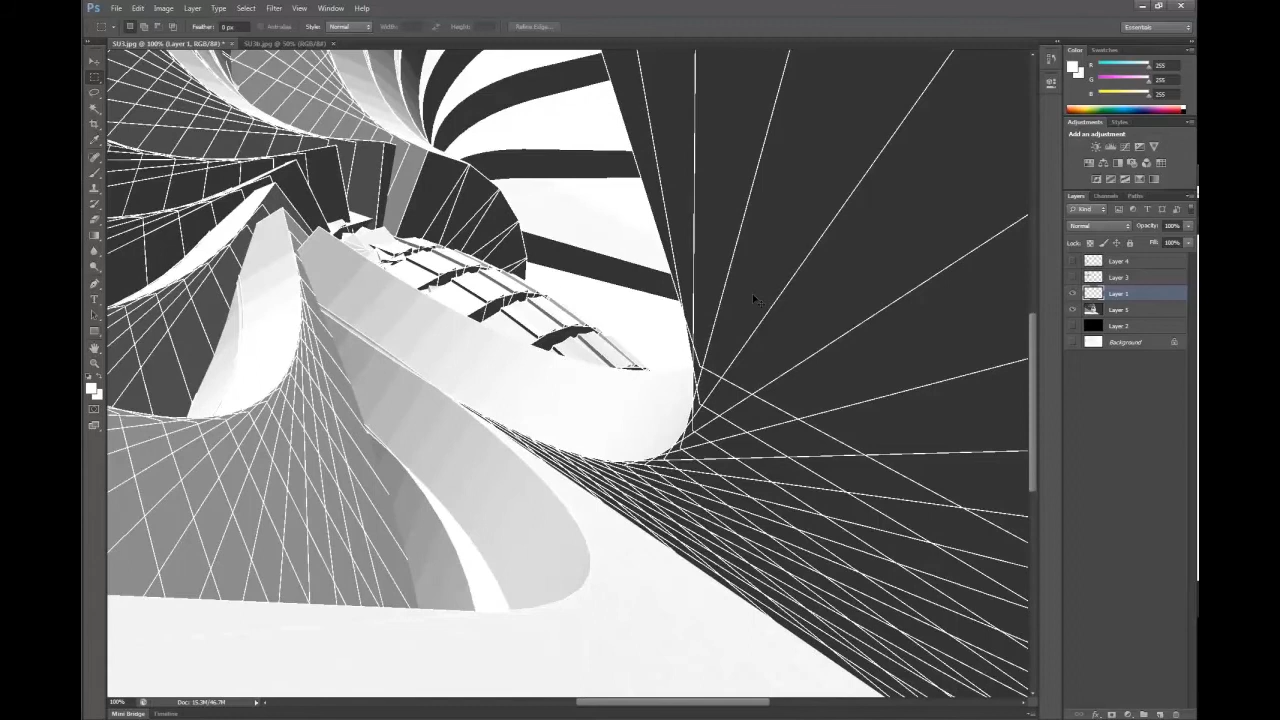 Ps File Edit Image Layer Type Select Filter View Window Help
Feather: 0 px Anti-alias Style: Normal Width: Height: Refine Edge... Essentials
SU3.jpg @ 100% (Layer 1, RGB/8#) * × SU3b.jpg @ 50% (RGB/8#) ×
Color Swatches
R 255
G 255
B 255
Adjustments Styles
Add an adjustment
Layers Channels Paths
Kind
Normal Opacity: 100%
Lock: Fill: 100%
Layer 4
Layer 3
Layer 1
Layer 5
Layer 2
Background
100% Doc: 15.3M/46.7M
Mini Bridge Timeline